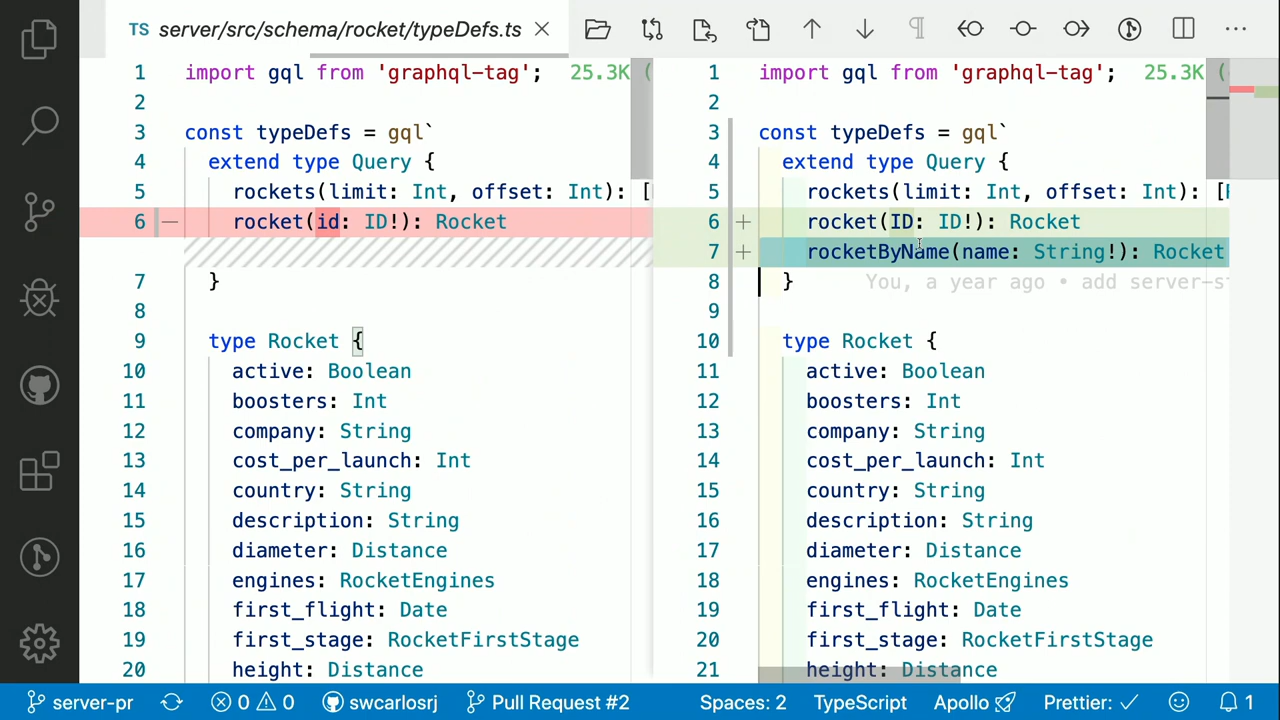 TS server/src/schema/rocket/typeDefs.ts
1 import gql from 'graphql-tag'; 25.3K (
2
3 const typeDefs = gql`
4 extend type Query {
5 rockets(limit: Int, offset: Int): [
6 — rocket(id: ID!): Rocket
7 }
8
9 type Rocket {
10 active: Boolean
11 boosters: Int
12 company: String
13 cost_per_launch: Int
14 country: String
15 description: String
16 diameter: Distance
17 engines: RocketEngines
18 first_flight: Date
19 first_stage: RocketFirstStage
20 height: Distance
1 import gql from 'graphql-tag'; 25.3K (
2
3 const typeDefs = gql`
4 extend type Query {
5 rockets(limit: Int, offset: Int): [
6 + rocket(ID: ID!): Rocket
7 + rocketByName(name: String!): Rocket
8 } You, a year ago • add server-s
9
10 type Rocket {
11 active: Boolean
12 boosters: Int
13 company: String
14 cost_per_launch: Int
15 country: String
16 description: String
17 diameter: Distance
18 engines: RocketEngines
19 first_flight: Date
20 first_stage: RocketFirstStage
21 height: Distance
server-pr 0 0 swcarlosrj Pull Request #2 Spaces: 2 TypeScript Apollo Prettier: ✓ 1